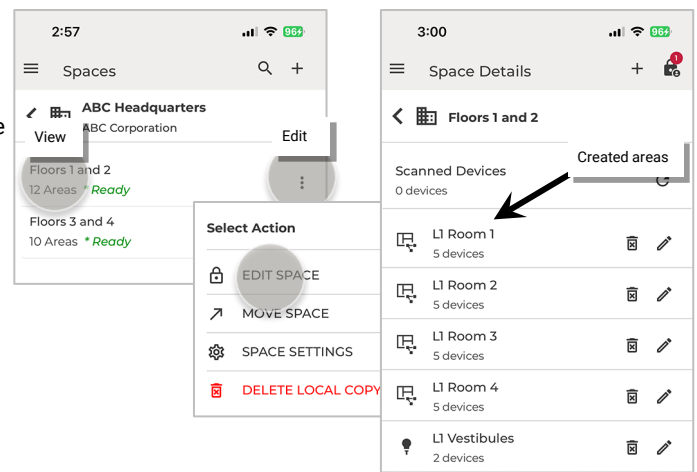 2:57
96
Spaces
ABC Headquarters
ABC Corporation
View
Edit
Floors 1 and 2
12 Areas * Ready
Floors 3 and 4
10 Areas * Ready
Select Action
EDIT SPACE
MOVE SPACE
SPACE SETTINGS
DELETE LOCAL COPY
3:00
96
Space Details
1
Floors 1 and 2
Created areas
Scanned Devices
0 devices
L1 Room 1
5 devices
L1 Room 2
5 devices
L1 Room 3
5 devices
L1 Room 4
5 devices
L1 Vestibules
2 devices